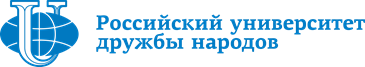 Российский университет
дружбы народов